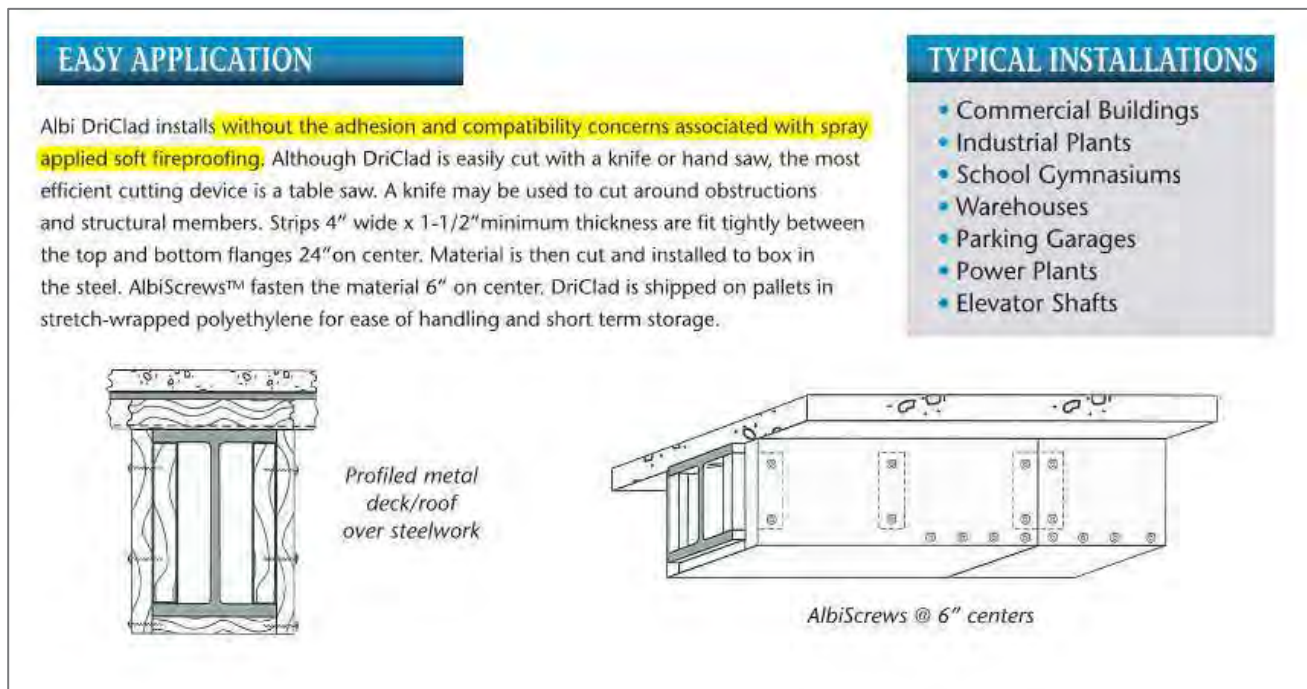 EASY APPLICATION
Albi DriClad installs without the adhesion and compatibility concerns associated with spray
applied soft fireproofing. Although DriClad is easily cut with a knife or hand saw, the most
efficient cutting device is a table saw. A knife may be used to cut around obstructions
and structural members. Strips 4” wide x 1-1/2”minimum thickness are fit tightly between
the top and bottom flanges 24”on center. Material is then cut and installed to box in
the steel. AlbiScrews™ fasten the material 6” on center. DriClad is shipped on pallets in
stretch-wrapped polyethylene for ease of handling and short term storage.
TYPICAL INSTALLATIONS
• Commercial Buildings
• Industrial Plants
• School Gymnasiums
• Warehouses
• Parking Garages
• Power Plants
• Elevator Shafts
Profiled metal
deck/roof
over steelwork
AlbiScrews @ 6” centers